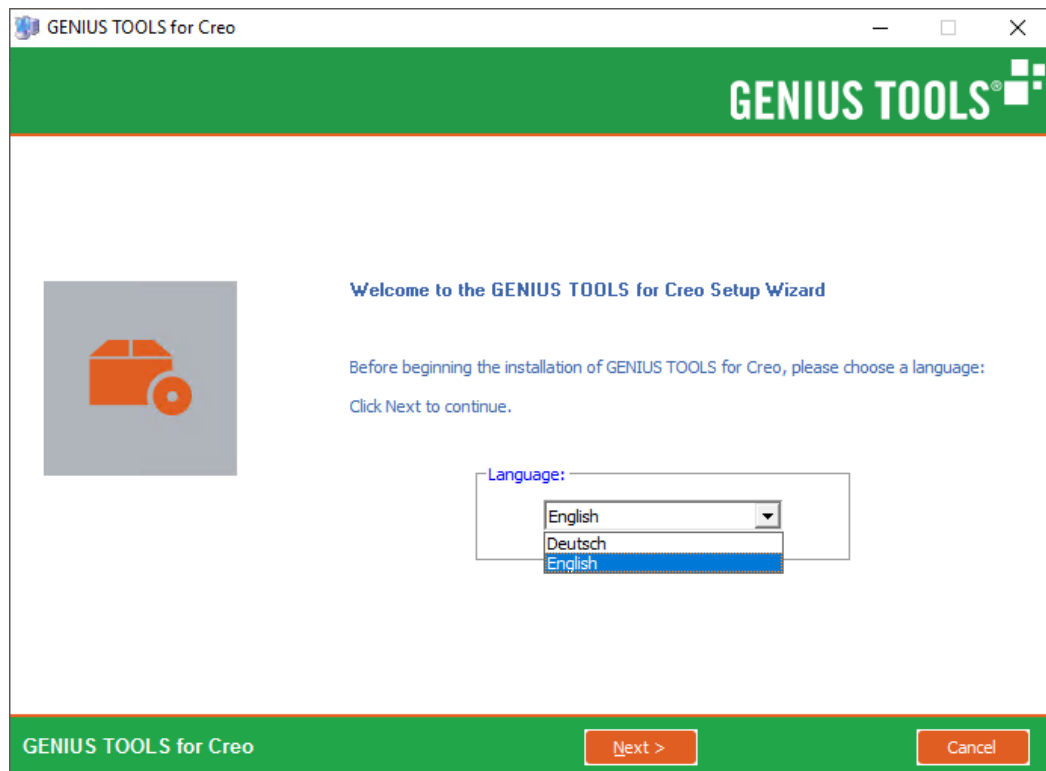 GENIUS TOOLS for Creo
GENIUS TOOLS®
Welcome to the GENIUS TOOLS for Creo Setup Wizard
Before beginning the installation of GENIUS TOOLS for Creo, please choose a language:
Click Next to continue.
Language:
English
Deutsch
English
GENIUS TOOLS for Creo
Next >
Cancel